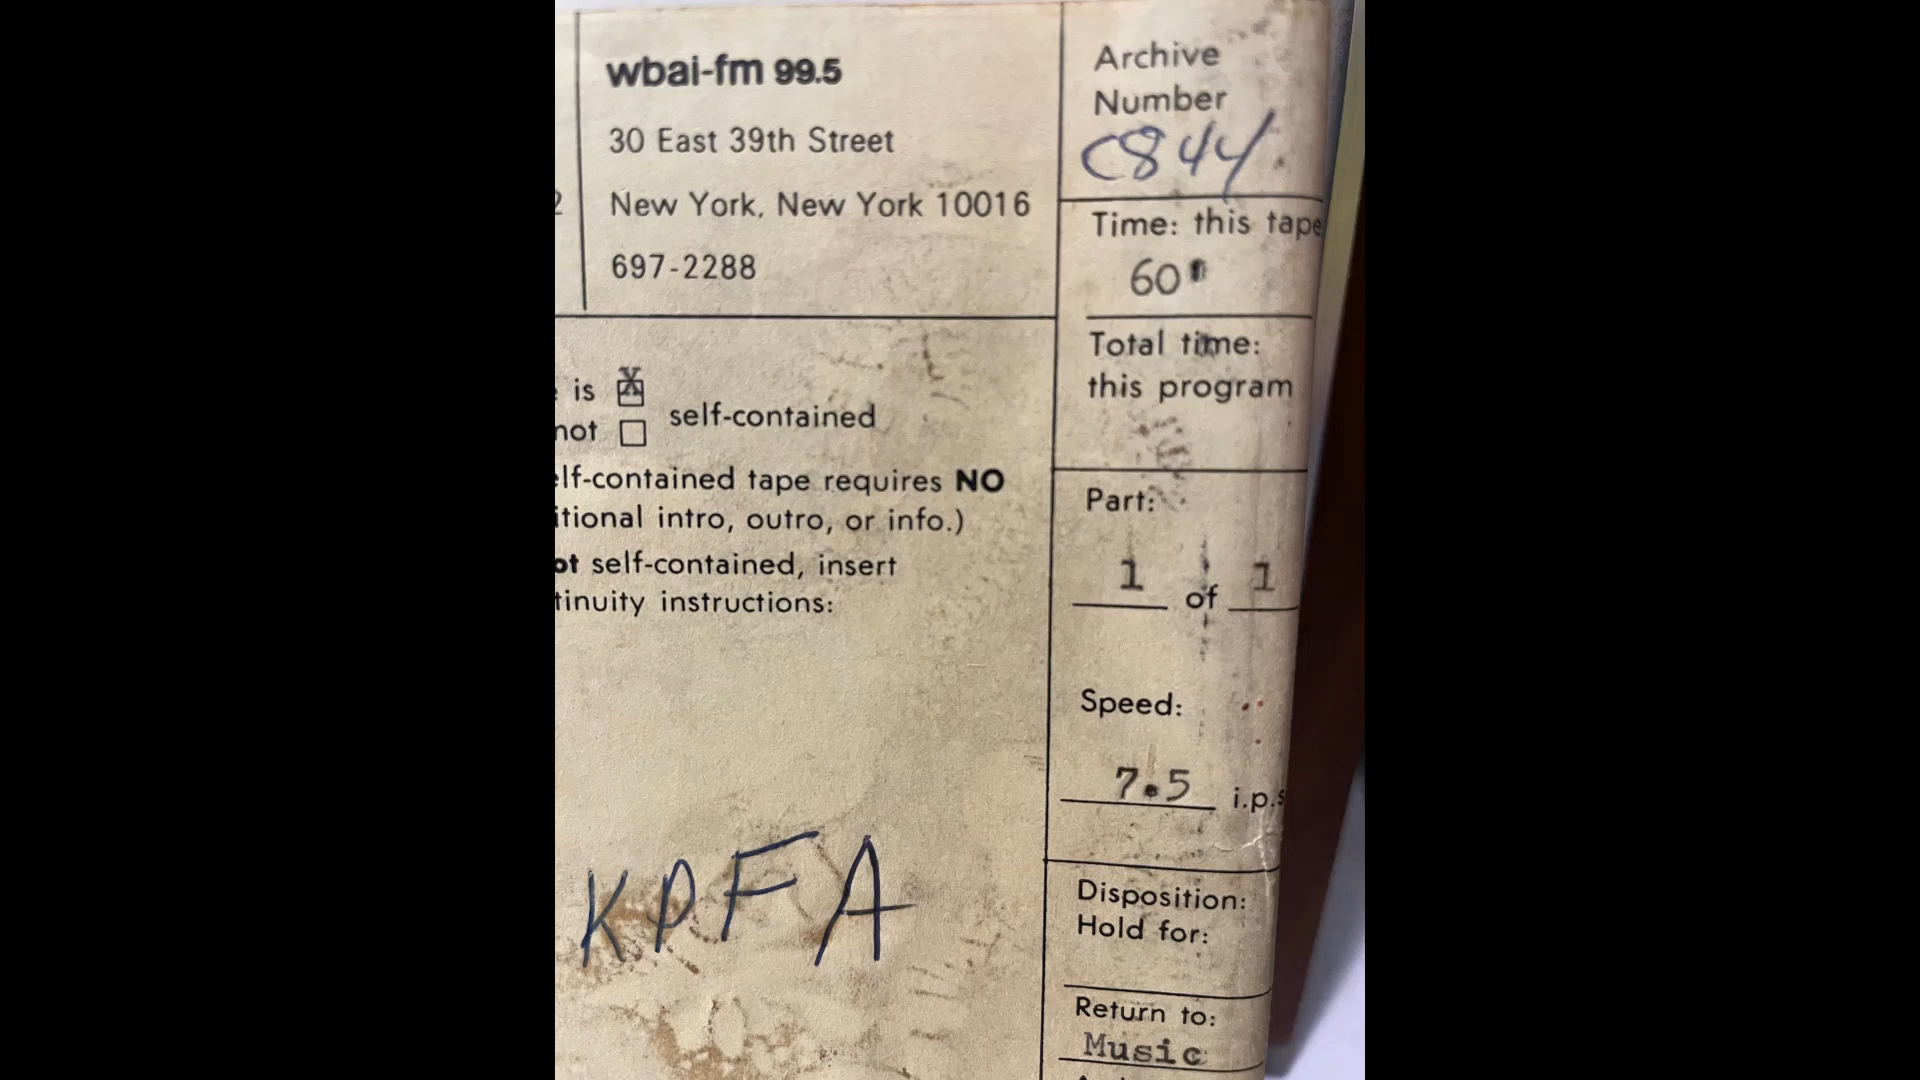 wbai-fm 99.5
30 East 39th Street
New York, New York 10016
697-2288
is X
not
self-contained
elf-contained tape requires NO
itional intro, outro, or info.)
ot self-contained, insert
tinuity instructions:
KPFA
Archive
Number
C844
Time: this tape
60"
Total time:
this program
Part:
1 of 1
Speed:
7.5 i.p.s
Disposition:
Hold for:
Return to:
Music